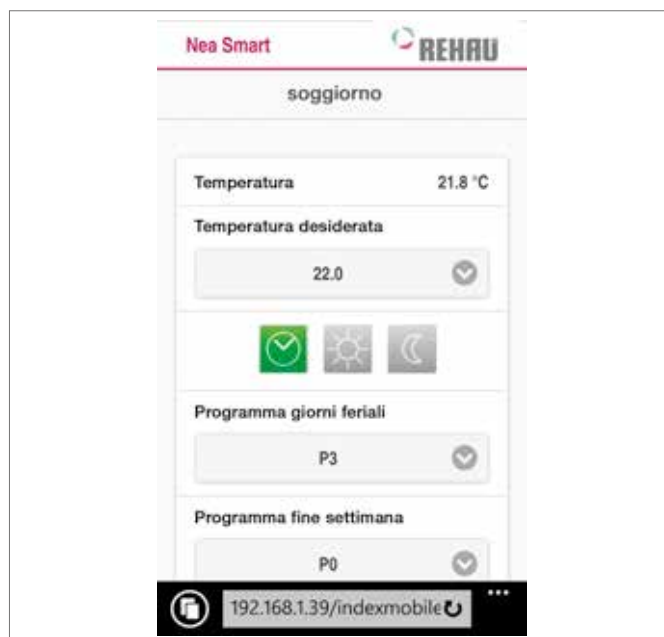 Nea Smart REHAU
soggiorno
Temperatura 21.8 °C
Temperatura desiderata
22.0
Programma giorni feriali
P3
Programma fine settimana
P0
192.168.1.39/indexmobile